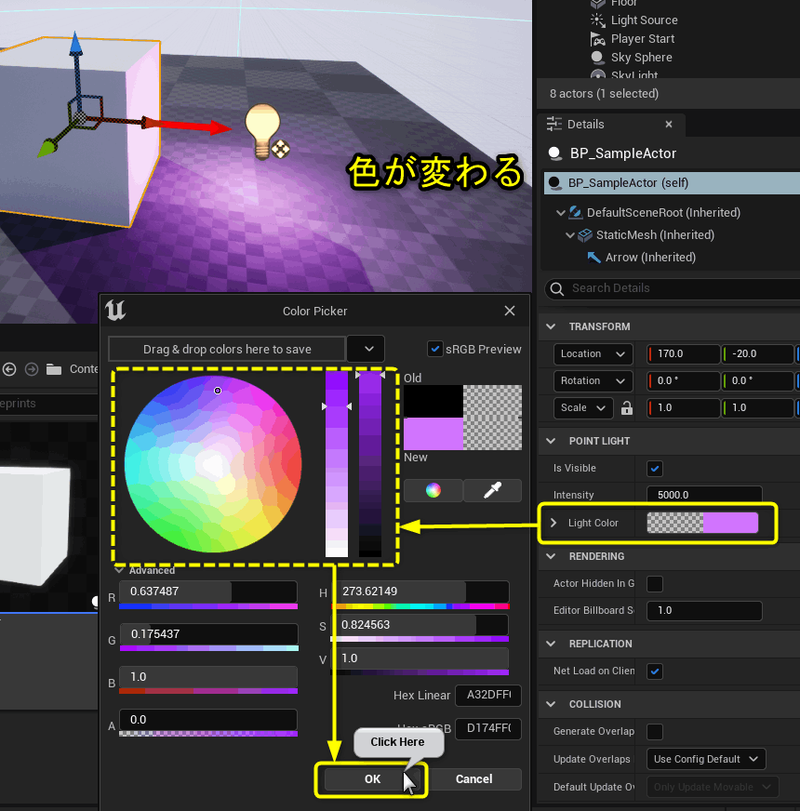 Floor
Light Source
Player Start
Sky Sphere
SkyLight
8 actors (1 selected)
Details
BP_SampleActor
BP_SampleActor (self)
DefaultSceneRoot (Inherited)
StaticMesh (Inherited)
Arrow (Inherited)
Search Details
TRANSFORM
Location 170.0 -20.0
Rotation 0.0 ° 0.0 °
Scale 1.0 1.0
POINT LIGHT
Is Visible
Intensity 5000.0
Light Color
RENDERING
Actor Hidden In G
Editor Billboard S
1.0
REPLICATION
Net Load on Clien
COLLISION
Generate Overlap
Update Overlaps Use Config Default
Default Update Ov Only Update Movable
色が変わる
Conte
eprints
Color Picker
Drag & drop colors here to save
sRGB Preview
Old
New
Advanced
R 0.637487
G 0.175437
B 1.0
A 0.0
H 273.62149
S 0.824563
V 1.0
Hex Linear A32DFF
Hex sRGB D174FF
Click Here
OK
Cancel